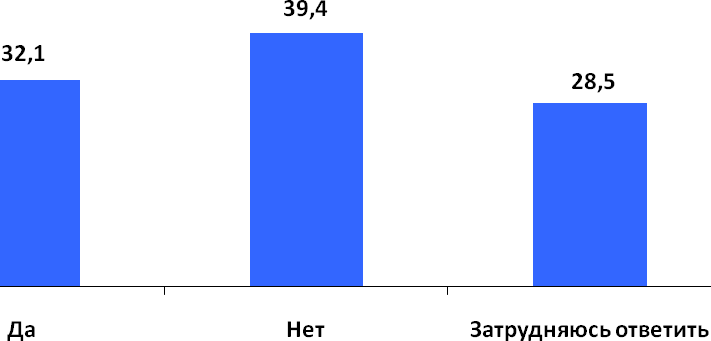 39,4
32,1
28,5
Да
Нет
Затрудняюсь ответить